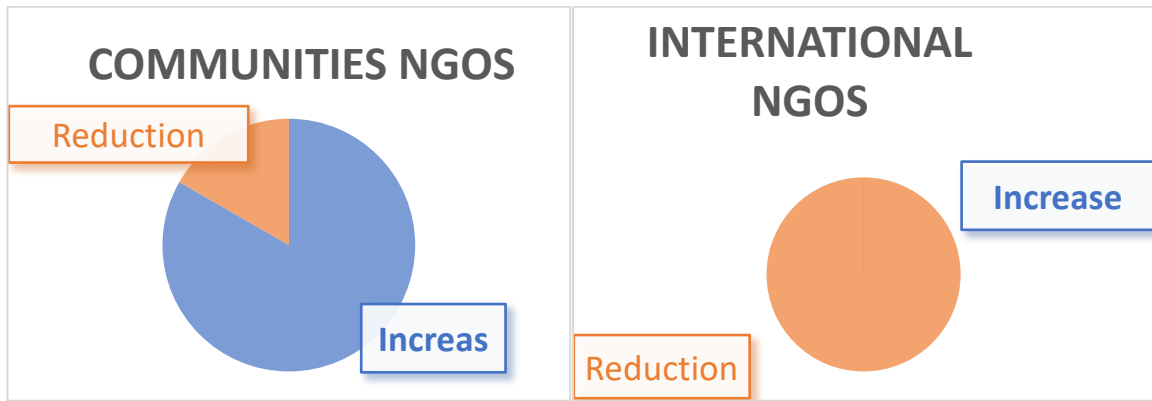 COMMUNITIES NGOS
Reduction
Increas
INTERNATIONAL
NGOS
Increase
Reduction